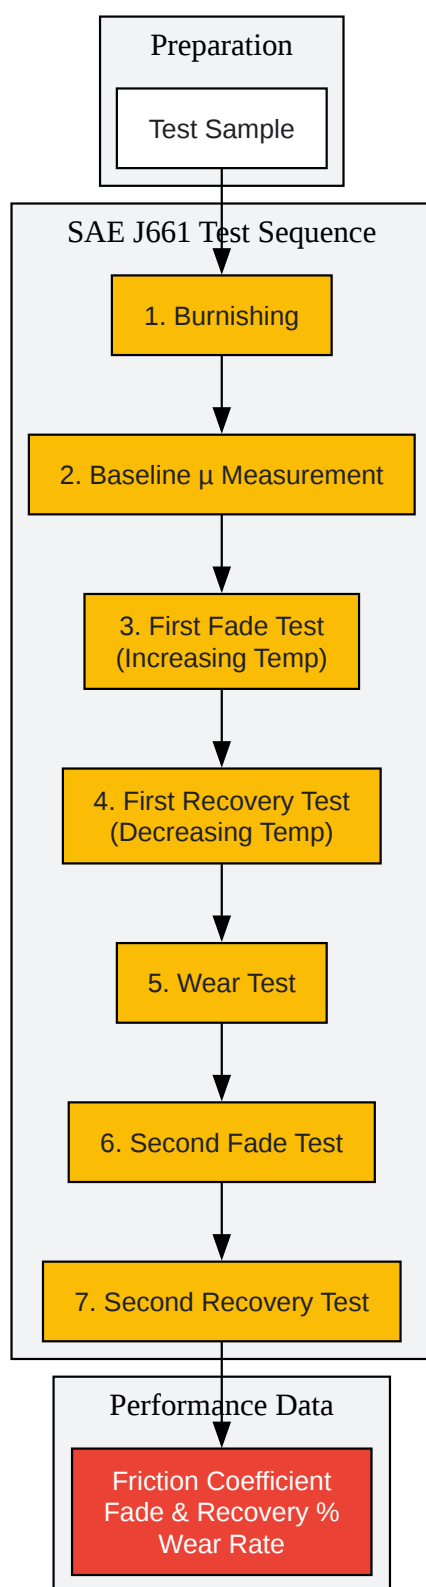 Preparation
Test Sample
SAE J661 Test Sequence
1. Burnishing
2. Baseline µ Measurement
3. First Fade Test
(Increasing Temp)
4. First Recovery Test
(Decreasing Temp)
5. Wear Test
6. Second Fade Test
7. Second Recovery Test
Performance Data
Friction Coefficient
Fade & Recovery %
Wear Rate